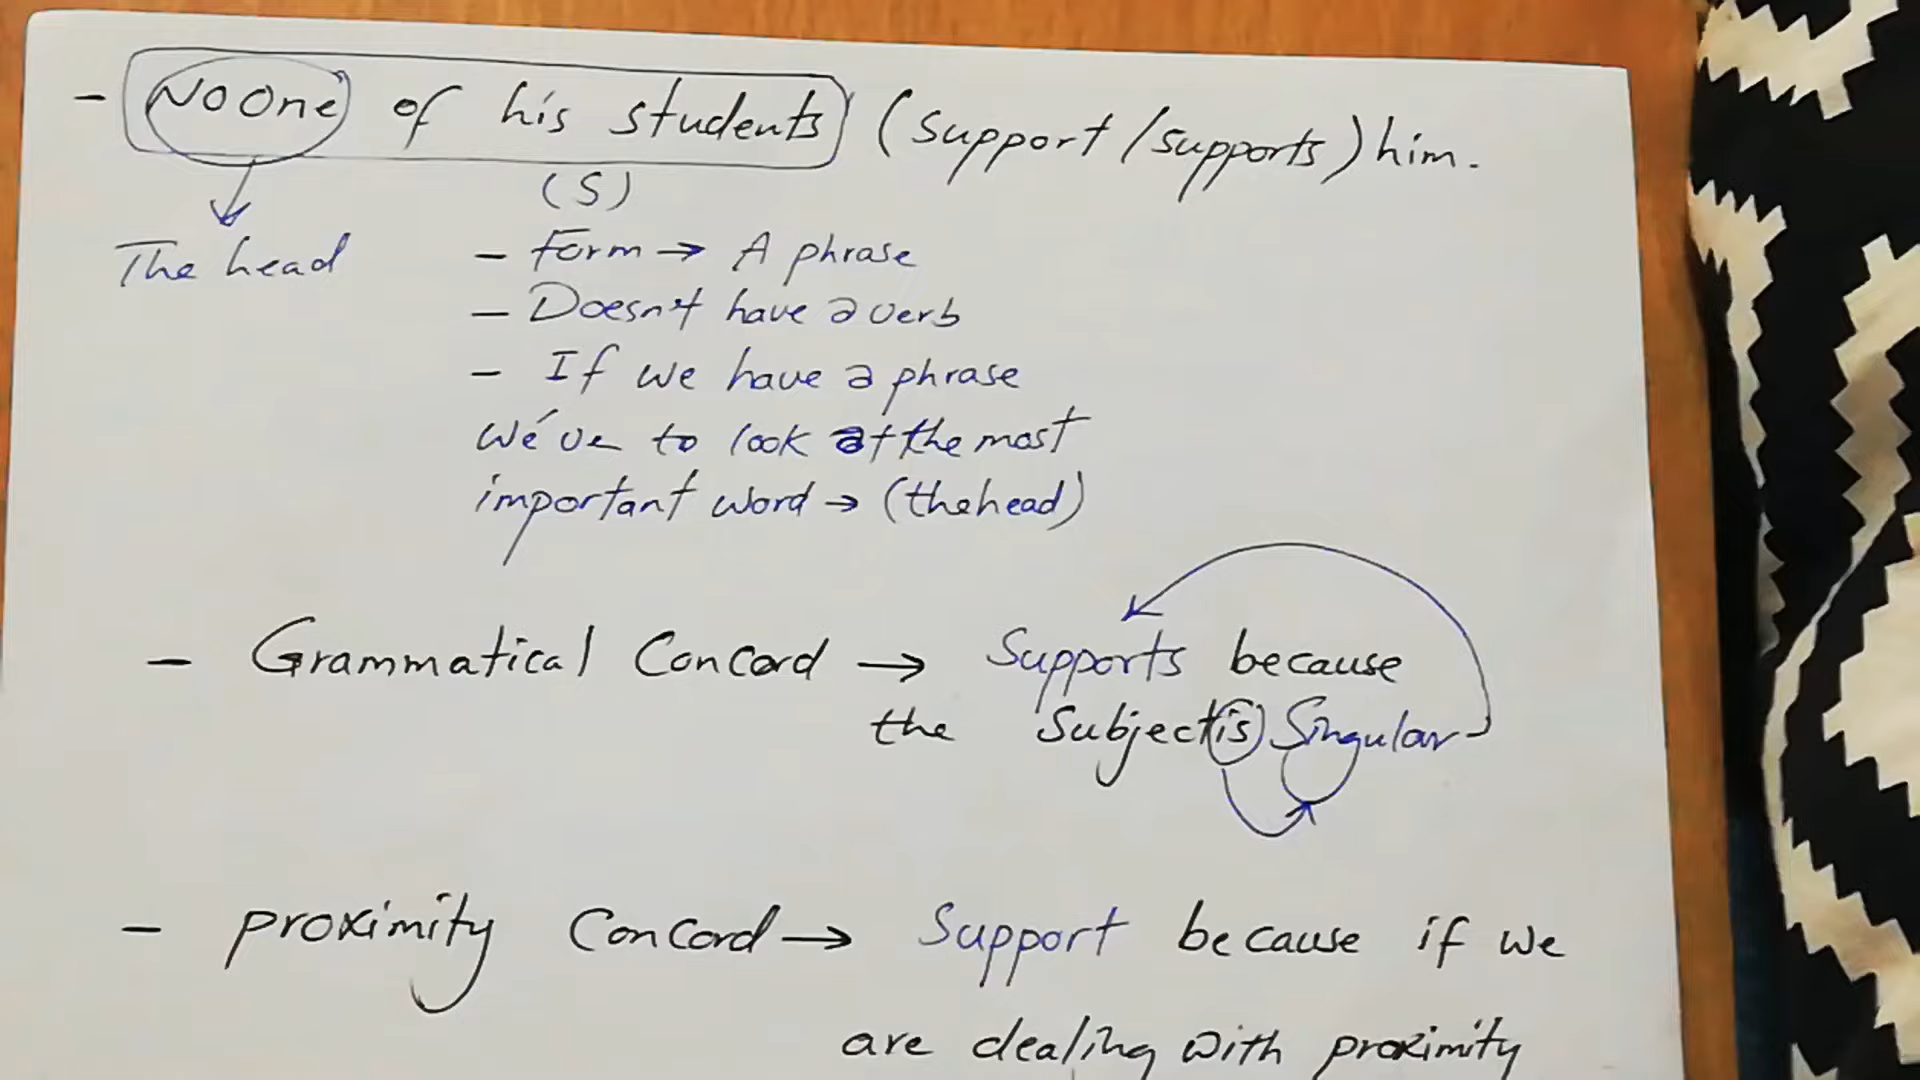 - No One of his students (support/supports) him.
(S)
The head
- Form → A phrase
- Doesn't have a verb
- If we have a phrase
we've to look at the most
important word → (the head)
- Grammatical Concord → Supports because
the Subject is Singular
- proximity Concord → Support because if we
are dealing with proximity